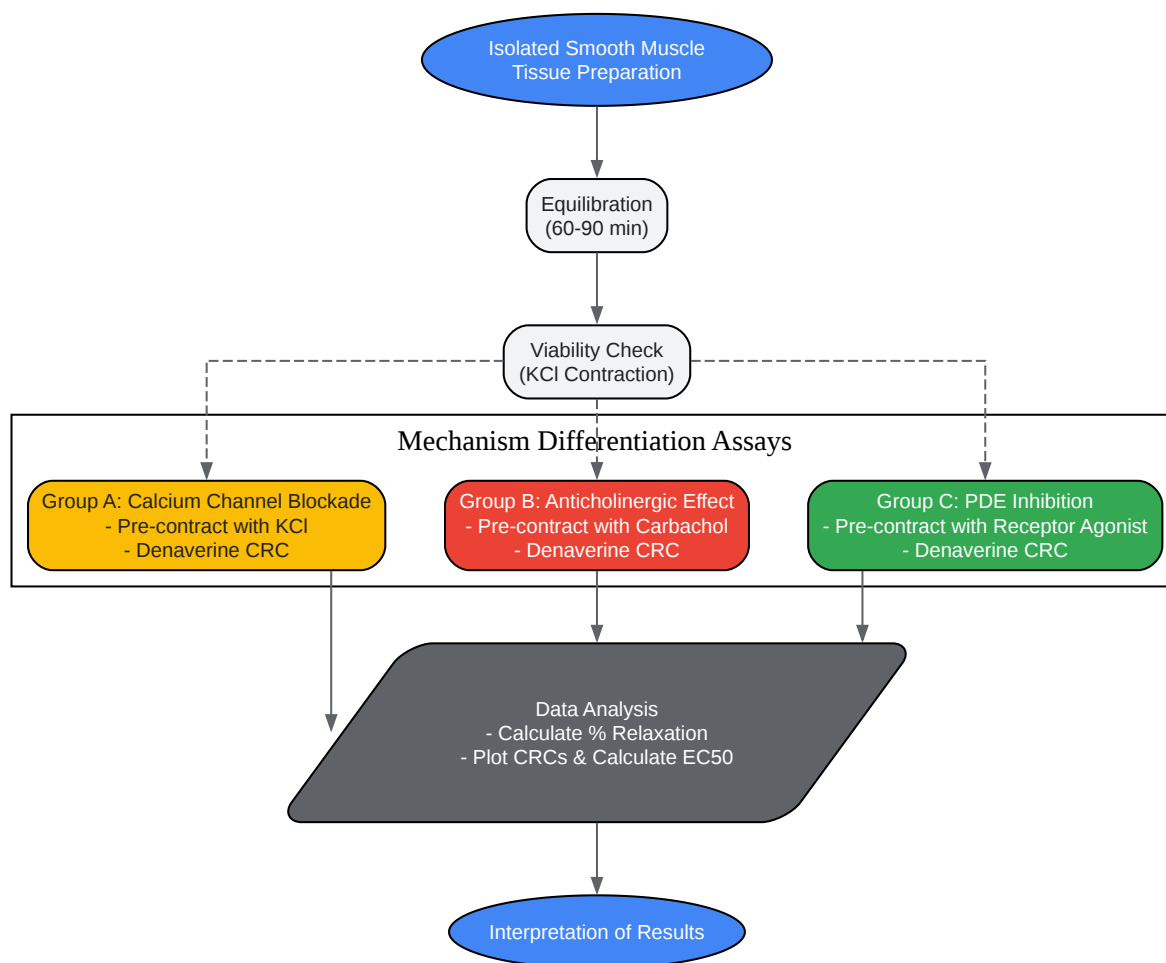 Isolated Smooth Muscle
Tissue Preparation
Equilibration
(60-90 min)
Viability Check
(KCl Contraction)
Mechanism Differentiation Assays
Group A: Calcium Channel Blockade
- Pre-contract with KCl
- Denaverine CRC
Group B: Anticholinergic Effect
- Pre-contract with Carbachol
- Denaverine CRC
Group C: PDE Inhibition
- Pre-contract with Receptor Agonist
- Denaverine CRC
Data Analysis
- Calculate % Relaxation
- Plot CRCs & Calculate EC50
Interpretation of Results